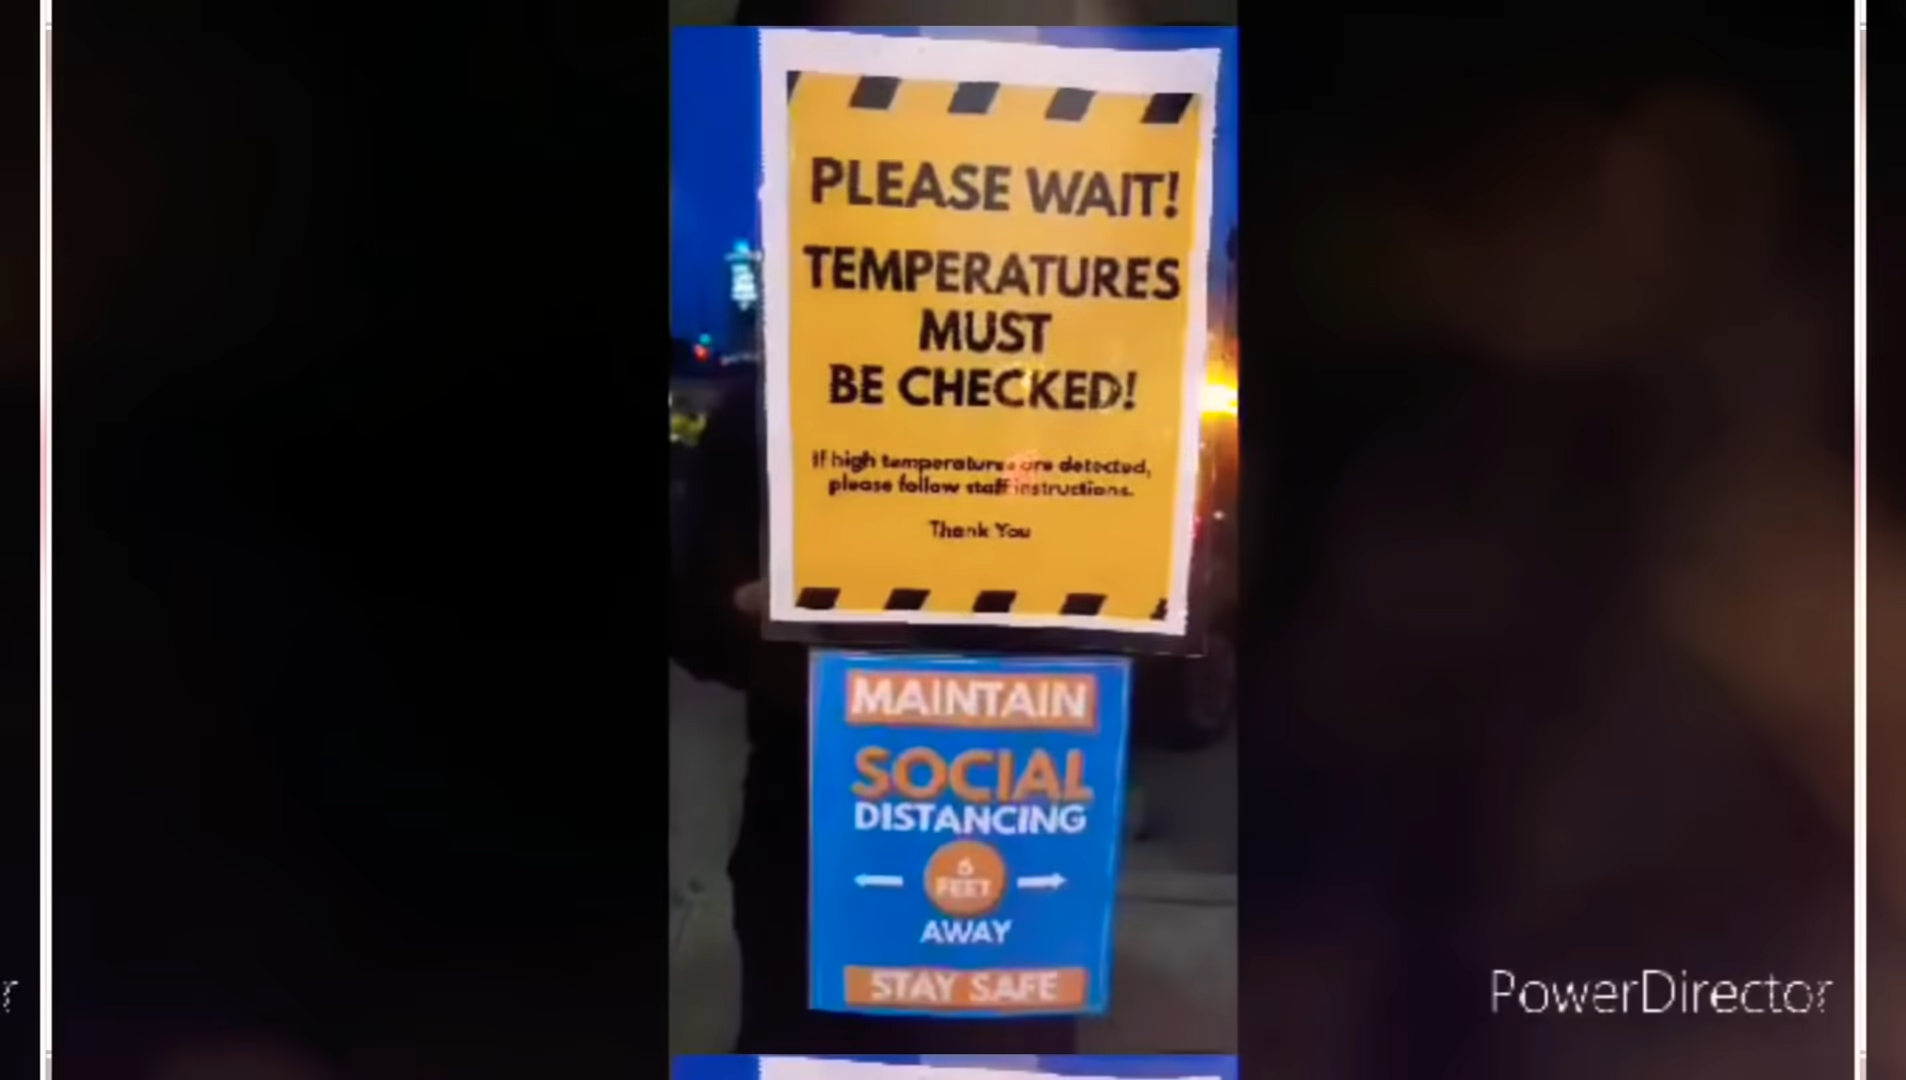 PLEASE WAIT!
TEMPERATURES
MUST
BE CHECKED!
If high temperatures are detected,
please follow staff instructions.
Thank You
MAINTAIN
SOCIAL
DISTANCING
6
FEET
AWAY
STAY SAFE
PowerDirector